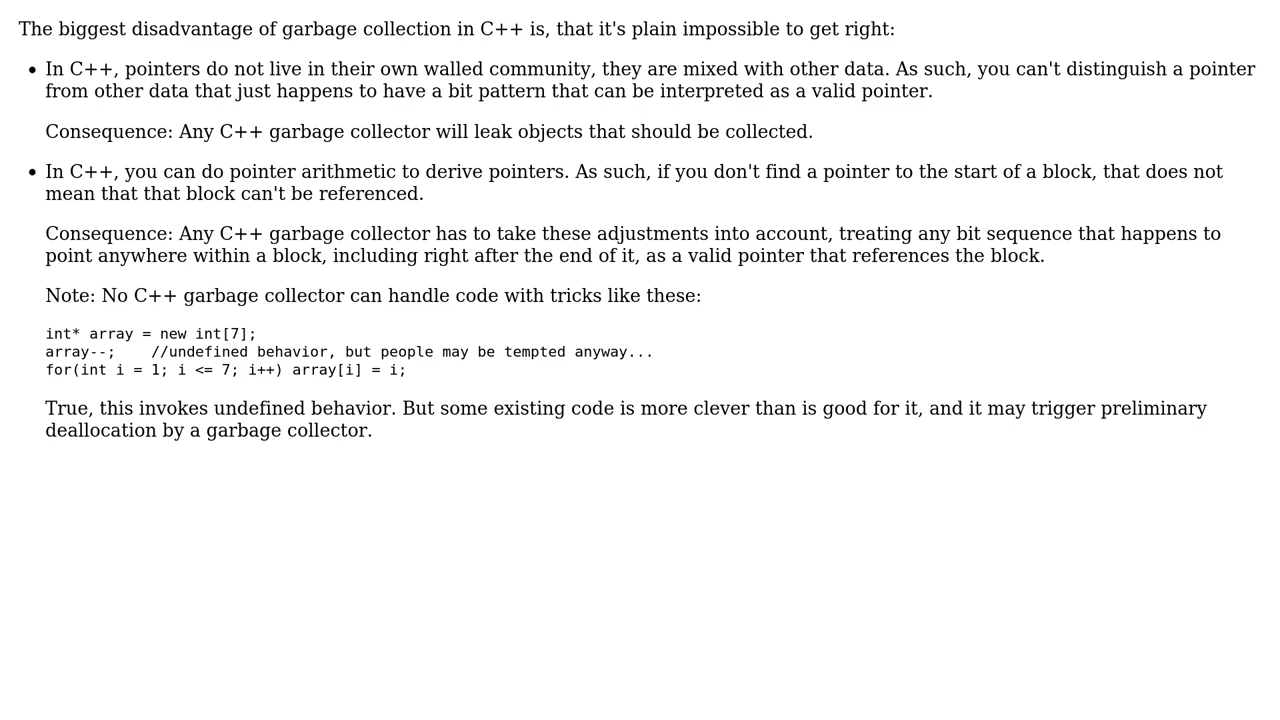 The biggest disadvantage of garbage collection in C++ is, that it's plain impossible to get right:
• In C++, pointers do not live in their own walled community, they are mixed with other data. As such, you can't distinguish a pointer
from other data that just happens to have a bit pattern that can be interpreted as a valid pointer.
Consequence: Any C++ garbage collector will leak objects that should be collected.
• In C++, you can do pointer arithmetic to derive pointers. As such, if you don't find a pointer to the start of a block, that does not
mean that that block can't be referenced.
Consequence: Any C++ garbage collector has to take these adjustments into account, treating any bit sequence that happens to
point anywhere within a block, including right after the end of it, as a valid pointer that references the block.
Note: No C++ garbage collector can handle code with tricks like these:
int* array = new int[7];
array--;    //undefined behavior, but people may be tempted anyway...
for(int i = 1; i <= 7; i++) array[i] = i;
True, this invokes undefined behavior. But some existing code is more clever than is good for it, and it may trigger preliminary
deallocation by a garbage collector.